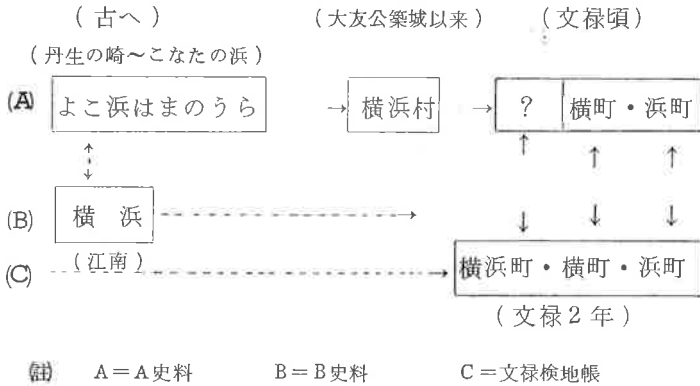 (古へ) (大友公築城以来) (文禄頃)
(丹生の崎～こなたの浜)
(A) よこ浜はまのうら → 横浜村 → ? 横町・浜町
(B) 横浜
(江南)
(C) 横浜町・横町・浜町
(文禄2年)
註 A＝A史料 B＝B史料 C＝文禄検地帳